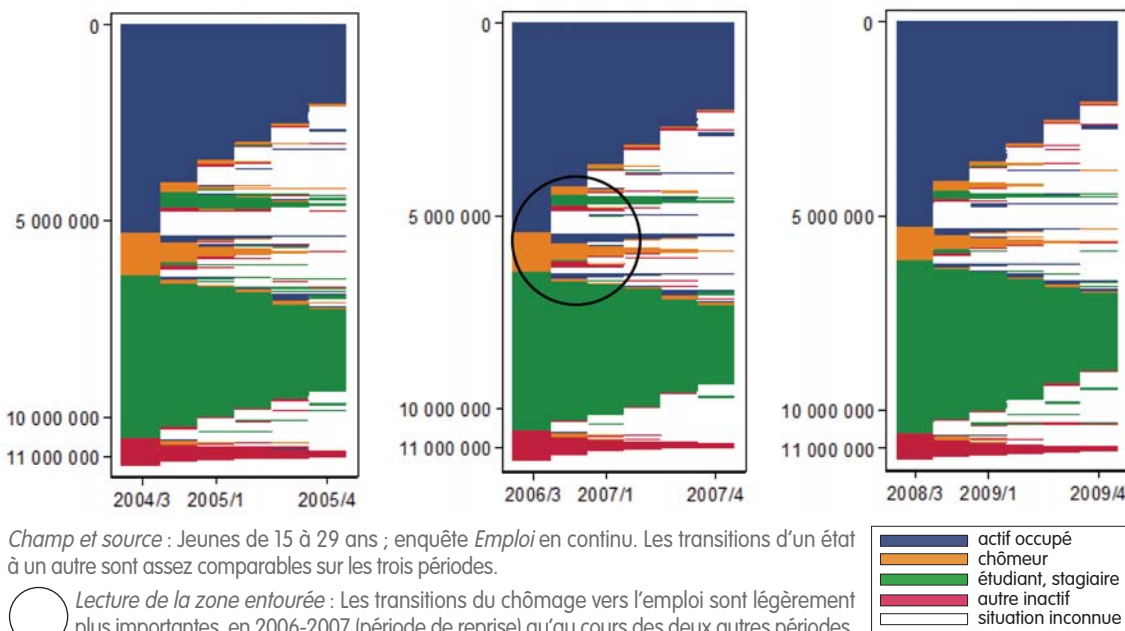 0
5 000 000
10 000 000
11 000 000
2004/3 2005/1 2005/4
0
5 000 000
10 000 000
11 000 000
2006/3 2007/1 2007/4
0
5 000 000
10 000 000
11 000 000
2008/3 2009/1 2009/4
Champ et source : Jeunes de 15 à 29 ans ; enquête Emploi en continu. Les transitions d'un état
à un autre sont assez comparables sur les trois périodes.
Lecture de la zone entourée : Les transitions du chômage vers l'emploi sont légèrement
plus importantes en 2006-2007 (période de reprise) qu'au cours des deux autres périodes
actif occupé
chômeur
étudiant, stagiaire
autre inactif
situation inconnue